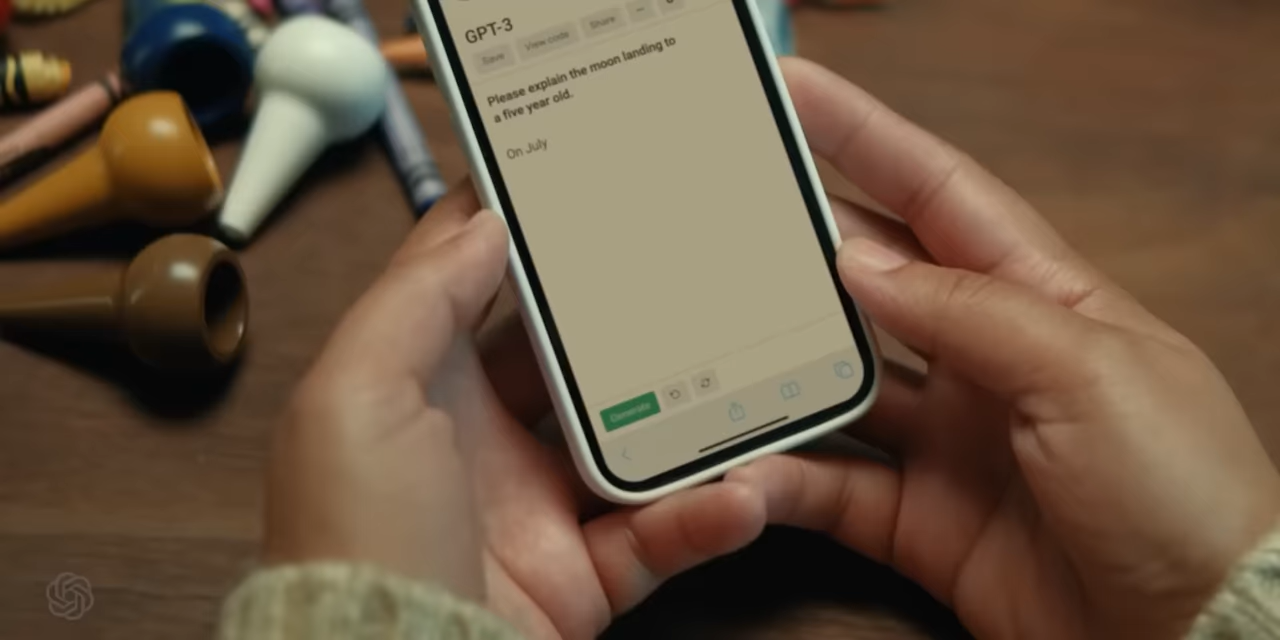 GPT-3
Save View code Share ...
Please explain the moon landing to
a five year old.
On July
Generate